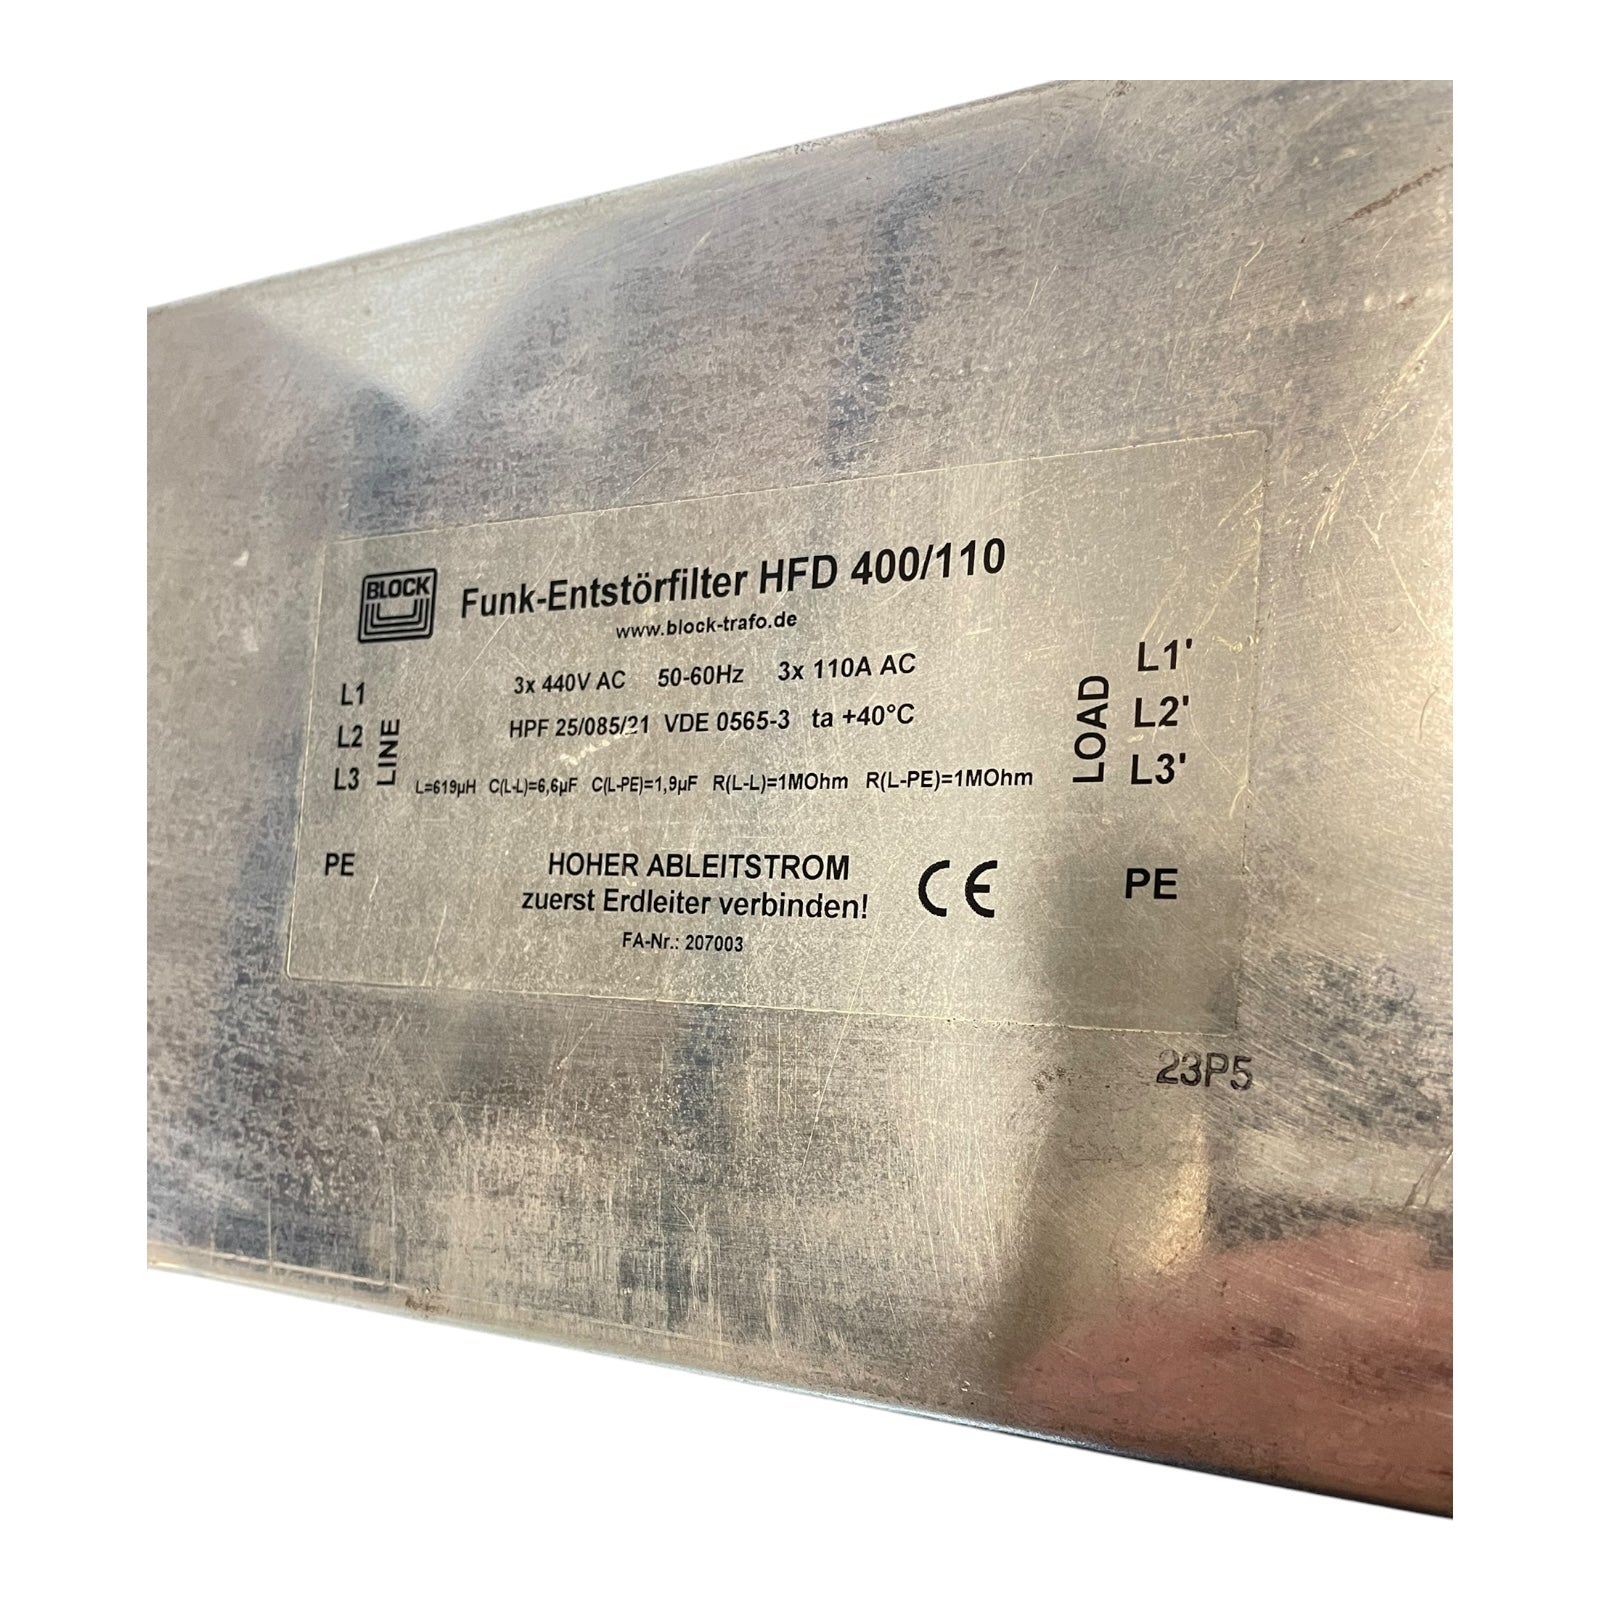 BLOCK
Funk-Entstörfilter HFD 400/110
www.block-trafo.de
3x 440V AC 50-60Hz 3x 110A AC
HPF 25/085/21 VDE 0565-3 ta +40°C
L=619µH C(L-L)=6,6µF C(L-PE)=1,9µF R(L-L)=1MOhm R(L-PE)=1MOhm
L1
L2
L3
LINE
PE
LOAD
L1'
L2'
L3'
PE
HOHER ABLEITSTROM
zuerst Erdleiter verbinden!
CE
FA-Nr.: 207003
23P5